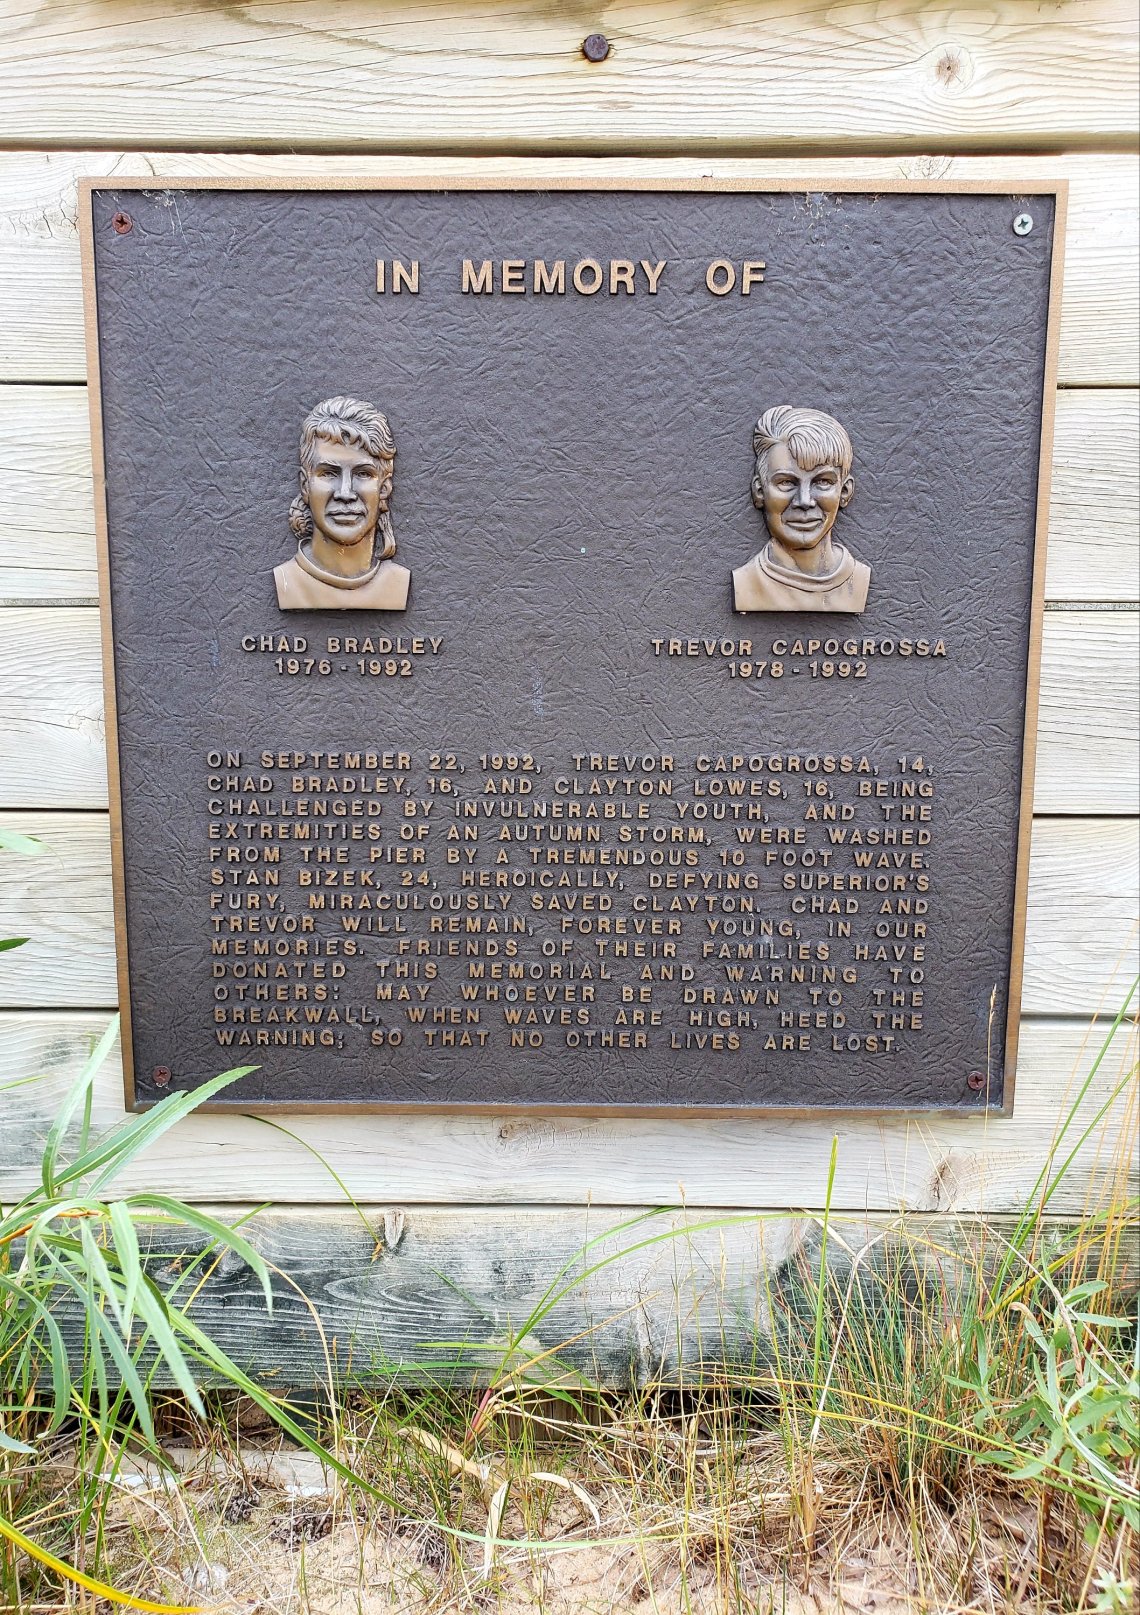 IN MEMORY OF
CHAD BRADLEY
1976 - 1992
TREVOR CAPOGROSSA
1978 - 1992
ON SEPTEMBER 22, 1992, TREVOR CAPOGROSSA, 14,
CHAD BRADLEY, 16, AND CLAYTON LOWES, 16, BEING
CHALLENGED BY INVULNERABLE YOUTH, AND THE
EXTREMITIES OF AN AUTUMN STORM, WERE WASHED
FROM THE PIER BY A TREMENDOUS 10 FOOT WAVE.
STAN BIZEK, 24, HEROICALLY, DEFYING SUPERIOR'S
FURY, MIRACULOUSLY SAVED CLAYTON. CHAD AND
TREVOR WILL REMAIN, FOREVER YOUNG, IN OUR
MEMORIES. FRIENDS OF THEIR FAMILIES HAVE
DONATED THIS MEMORIAL AND WARNING TO
OTHERS: MAY WHOEVER BE DRAWN TO THE
BREAKWALL, WHEN WAVES ARE HIGH, HEED THE
WARNING; SO THAT NO OTHER LIVES ARE LOST.